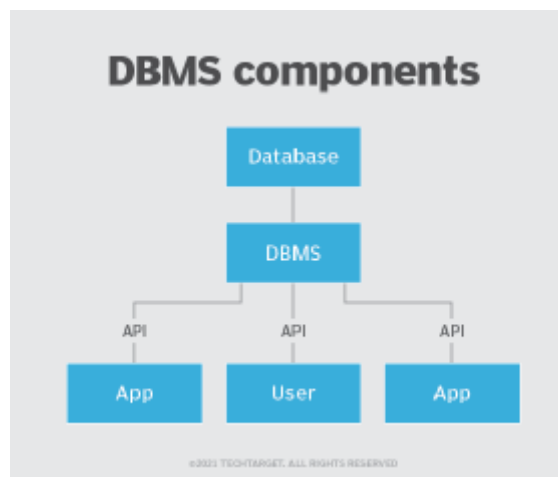 DBMS components
Database
DBMS
API API API
App User App
©2021 TECHTARGET. ALL RIGHTS RESERVED